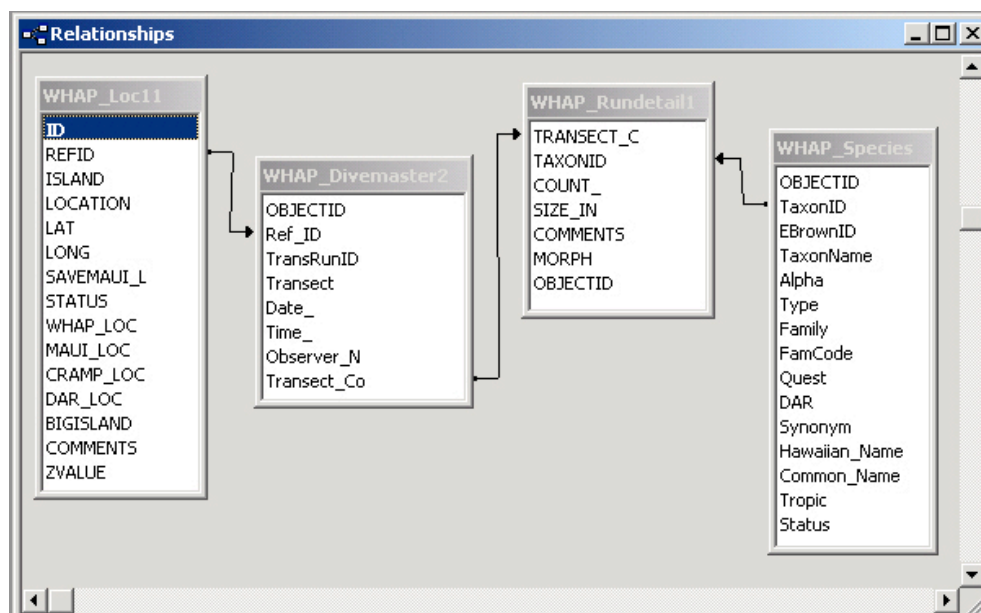 Relationships
WHAP_Loc11
ID
REFID
ISLAND
LOCATION
LAT
LONG
SAVEMAUI_L
STATUS
WHAP_LOC
MAUI_LOC
CRAMP_LOC
DAR_LOC
BIGISLAND
COMMENTS
ZVALUE
WHAP_Divemaster2
OBJECTID
Ref_ID
TransRunID
Transect
Date_
Time_
Observer_N
Transect_Co
WHAP_Rundetail1
TRANSECT_C
TAXONID
COUNT_
SIZE_IN
COMMENTS
MORPH
OBJECTID
WHAP_Species
OBJECTID
TaxonID
EBrownID
TaxonName
Alpha
Type
Family
FamCode
Quest
DAR
Synonym
Hawaiian_Name
Common_Name
Tropic
Status